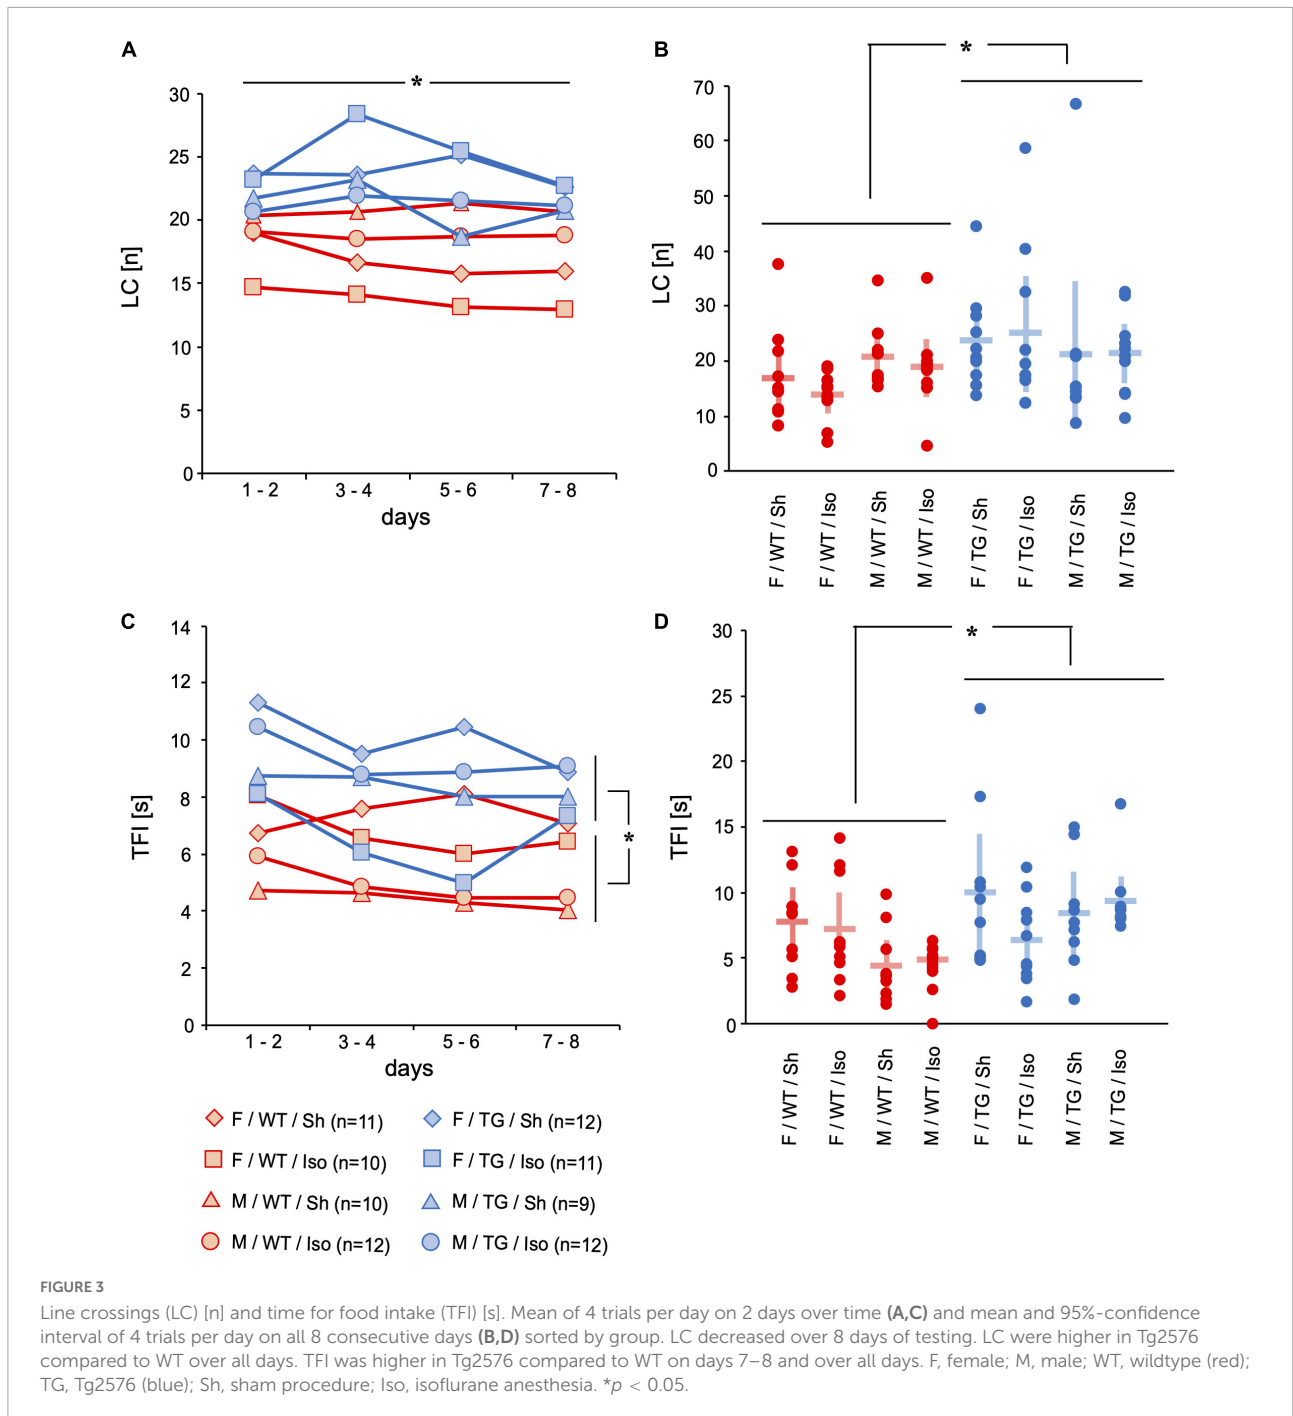 A
*
30
25
20
15
10
5
0
LC [n]
1 - 2
3 - 4
5 - 6
7 - 8
days
B
*
70
60
50
40
30
20
10
0
LC [n]
F / WT / Sh
F / WT / Iso
M / WT / Sh
M / WT / Iso
F / TG / Sh
F / TG / Iso
M / TG / Sh
M / TG / Iso
C
14
12
10
8
6
4
2
0
TFI [s]
*
1 - 2
3 - 4
5 - 6
7 - 8
days
D
*
30
25
20
15
10
5
0
TFI [s]
F / WT / Sh
F / WT / Iso
M / WT / Sh
M / WT / Iso
F / TG / Sh
F / TG / Iso
M / TG / Sh
M / TG / Iso
F / WT / Sh (n=11)
F / TG / Sh (n=12)
F / WT / Iso (n=10)
F / TG / Iso (n=11)
M / WT / Sh (n=10)
M / TG / Sh (n=9)
M / WT / Iso (n=12)
M / TG / Iso (n=12)
FIGURE 3
Line crossings (LC) [n] and time for food intake (TFI) [s]. Mean of 4 trials per day on 2 days over time (A,C) and mean and 95%-confidence
interval of 4 trials per day on all 8 consecutive days (B,D) sorted by group. LC decreased over 8 days of testing. LC were higher in Tg2576
compared to WT over all days. TFI was higher in Tg2576 compared to WT on days 7–8 and over all days. F, female; M, male; WT, wildtype (red);
TG, Tg2576 (blue); Sh, sham procedure; Iso, isoflurane anesthesia. *p < 0.05.